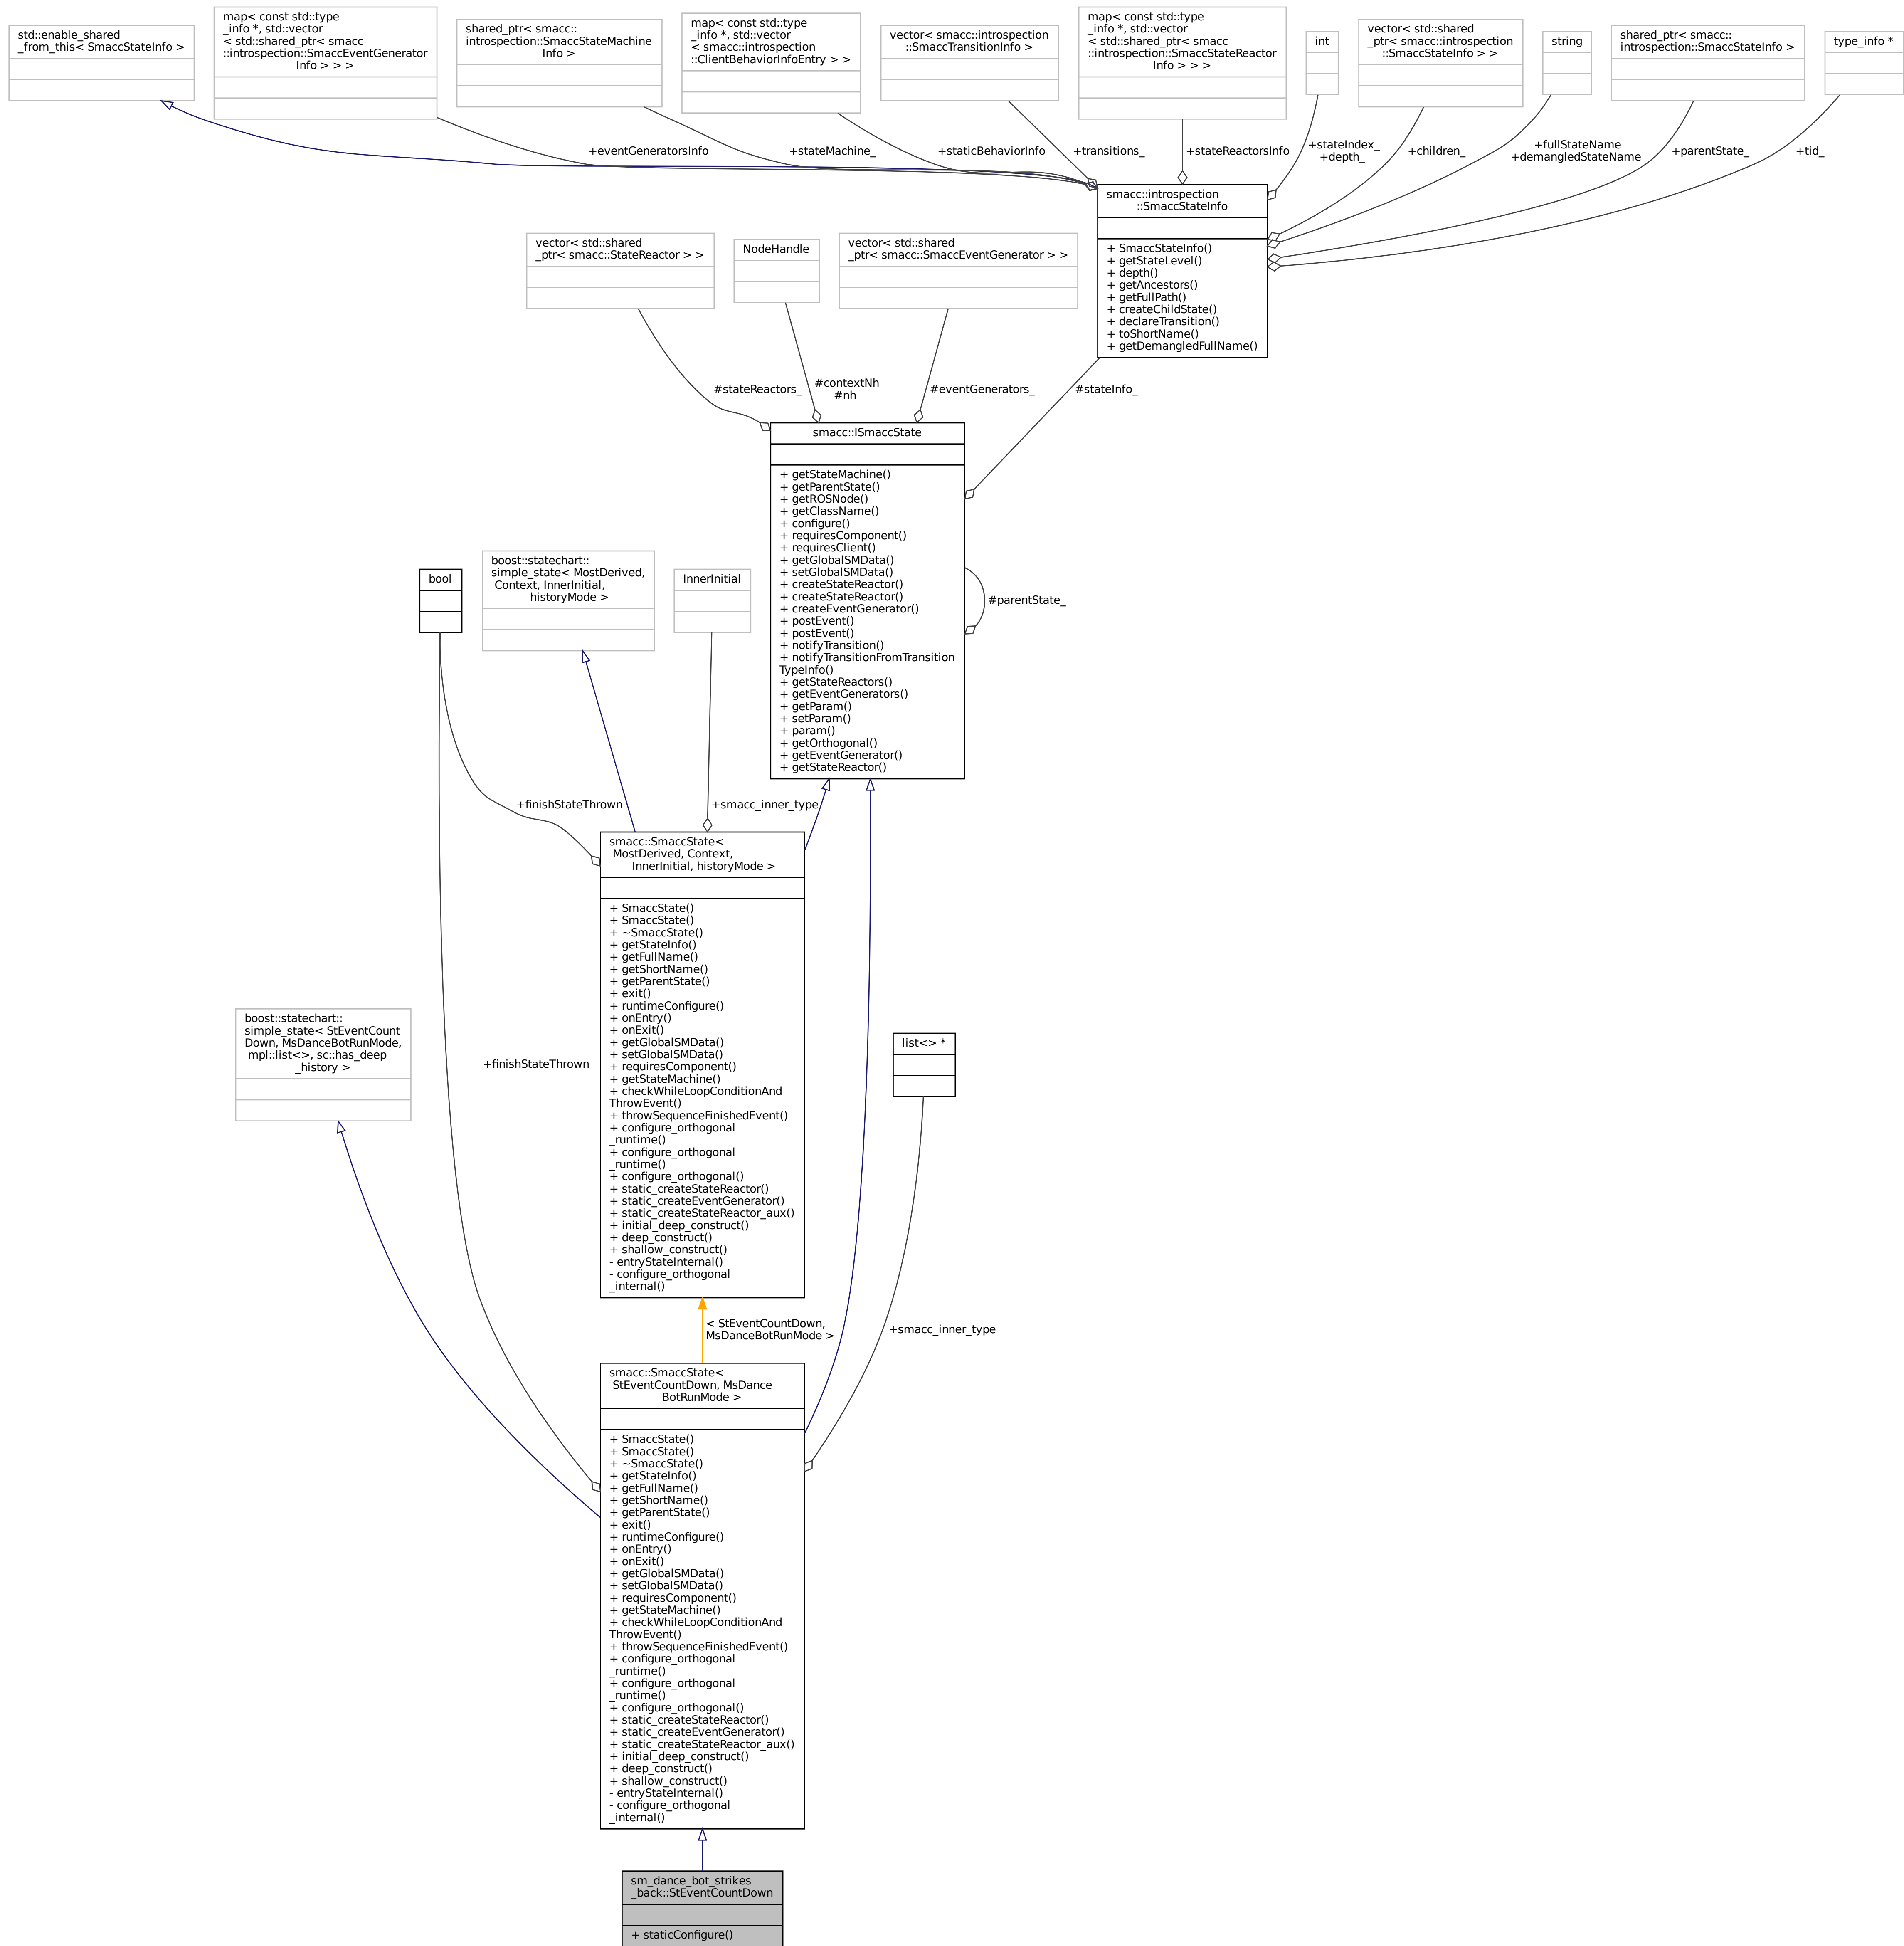 std::enable_shared
_from_this< SmaccStateInfo >
map< const std::type
_info *, std::vector
< std::shared_ptr< smacc
::introspection::SmaccEventGenerator
Info > > >
shared_ptr< smacc::
introspection::SmaccStateMachine
Info >
map< const std::type
_info *, std::vector
< smacc::introspection
::ClientBehaviorInfoEntry > >
vector< smacc::introspection
::SmaccTransitionInfo >
map< const std::type
_info *, std::vector
< std::shared_ptr< smacc
::introspection::SmaccStateReactor
Info > > >
int
vector< std::shared
_ptr< smacc::introspection
::SmaccStateInfo > >
string
shared_ptr< smacc::
introspection::SmaccStateInfo >
type_info *
+eventGeneratorsInfo
+stateMachine_
+staticBehaviorInfo
+transitions_
+stateReactorsInfo
+stateIndex_
+depth_
+children_
+fullStateName
+demangledStateName
+parentState_
+tid_
smacc::introspection
::SmaccStateInfo
+ SmaccStateInfo()
+ getStateLevel()
+ depth()
+ getAncestors()
+ getFullPath()
+ createChildState()
+ declareTransition()
+ toShortName()
+ getDemangledFullName()
vector< std::shared
_ptr< smacc::StateReactor > >
NodeHandle
vector< std::shared
_ptr< smacc::SmaccEventGenerator > >
#stateReactors_
#contextNh
#nh
#eventGenerators_
#stateInfo_
smacc::ISmaccState
+ getStateMachine()
+ getParentState()
+ getROSNode()
+ getClassName()
+ configure()
+ requiresComponent()
+ requiresClient()
+ getGlobalSMData()
+ setGlobalSMData()
+ createStateReactor()
+ createStateReactor()
+ createEventGenerator()
+ postEvent()
+ postEvent()
+ notifyTransition()
+ notifyTransitionFromTransition
TypeInfo()
+ getStateReactors()
+ getEventGenerators()
+ getParam()
+ setParam()
+ param()
+ getOrthogonal()
+ getEventGenerator()
+ getStateReactor()
#parentState_
bool
boost::statechart::
simple_state< MostDerived,
Context, InnerInitial,
historyMode >
InnerInitial
+finishStateThrown
+smacc_inner_type
smacc::SmaccState<
MostDerived, Context,
InnerInitial, historyMode >
+ SmaccState()
+ SmaccState()
+ ~SmaccState()
+ getStateInfo()
+ getFullName()
+ getShortName()
+ getParentState()
+ exit()
+ runtimeConfigure()
+ onEntry()
+ onExit()
+ getGlobalSMData()
+ setGlobalSMData()
+ requiresComponent()
+ getStateMachine()
+ checkWhileLoopConditionAnd
ThrowEvent()
+ throwSequenceFinishedEvent()
+ configure_orthogonal
_runtime()
+ configure_orthogonal
_runtime()
+ configure_orthogonal()
+ static_createStateReactor()
+ static_createEventGenerator()
+ static_createStateReactor_aux()
+ initial_deep_construct()
+ deep_construct()
+ shallow_construct()
- entryStateInternal()
- configure_orthogonal
_internal()
boost::statechart::
simple_state< StEventCount
Down, MsDanceBotRunMode,
mpl::list<>, sc::has_deep
_history >
+finishStateThrown
list<> *
< StEventCountDown,
MsDanceBotRunMode >
+smacc_inner_type
smacc::SmaccState<
StEventCountDown, MsDance
BotRunMode >
+ SmaccState()
+ SmaccState()
+ ~SmaccState()
+ getStateInfo()
+ getFullName()
+ getShortName()
+ getParentState()
+ exit()
+ runtimeConfigure()
+ onEntry()
+ onExit()
+ getGlobalSMData()
+ setGlobalSMData()
+ requiresComponent()
+ getStateMachine()
+ checkWhileLoopConditionAnd
ThrowEvent()
+ throwSequenceFinishedEvent()
+ configure_orthogonal
_runtime()
+ configure_orthogonal
_runtime()
+ configure_orthogonal()
+ static_createStateReactor()
+ static_createEventGenerator()
+ static_createStateReactor_aux()
+ initial_deep_construct()
+ deep_construct()
+ shallow_construct()
- entryStateInternal()
- configure_orthogonal
_internal()
sm_dance_bot_strikes
_back::StEventCountDown
+ staticConfigure()